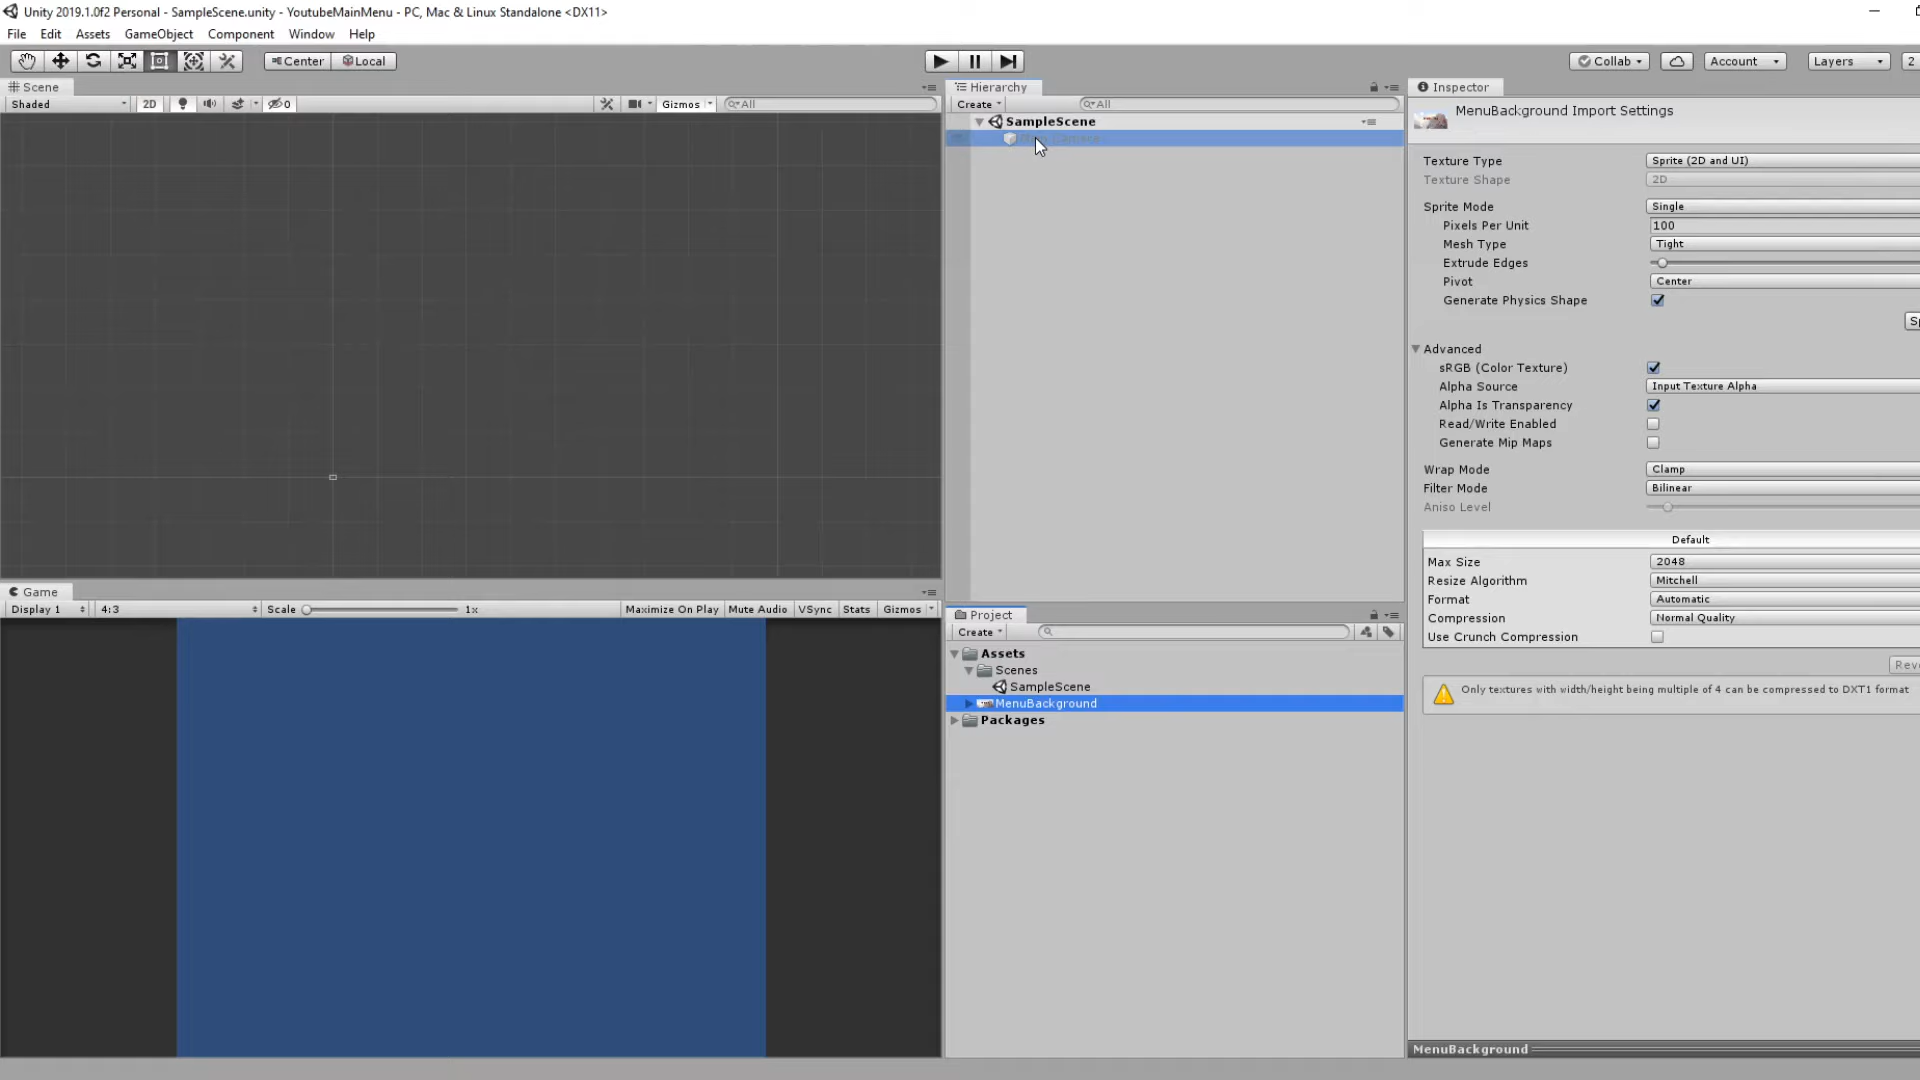 Unity 2019.1.0f2 Personal - SampleScene.unity - YoutubeMainMenu - PC, Mac & Linux Standalone <DX11>
File Edit Assets GameObject Component Window Help
Center Local Collab Account Layers 2
Scene
Shaded 2D 0 Gizmos All
Hierarchy
Create All
SampleScene
Inspector
MenuBackground Import Settings
Texture Type Sprite (2D and UI)
Texture Shape 2D
Sprite Mode Single
Pixels Per Unit 100
Mesh Type Tight
Extrude Edges
Pivot Center
Generate Physics Shape
Sp
Advanced
sRGB (Color Texture)
Alpha Source Input Texture Alpha
Alpha Is Transparency
Read/Write Enabled
Generate Mip Maps
Wrap Mode Clamp
Filter Mode Bilinear
Aniso Level
Default
Max Size 2048
Resize Algorithm Mitchell
Format Automatic
Compression Normal Quality
Use Crunch Compression
Reve
Only textures with width/height being multiple of 4 can be compressed to DXT1 format
MenuBackground
Game
Display 1 4:3 Scale 1x Maximize On Play Mute Audio VSync Stats Gizmos
Project
Create
Assets
Scenes
SampleScene
MenuBackground
Packages